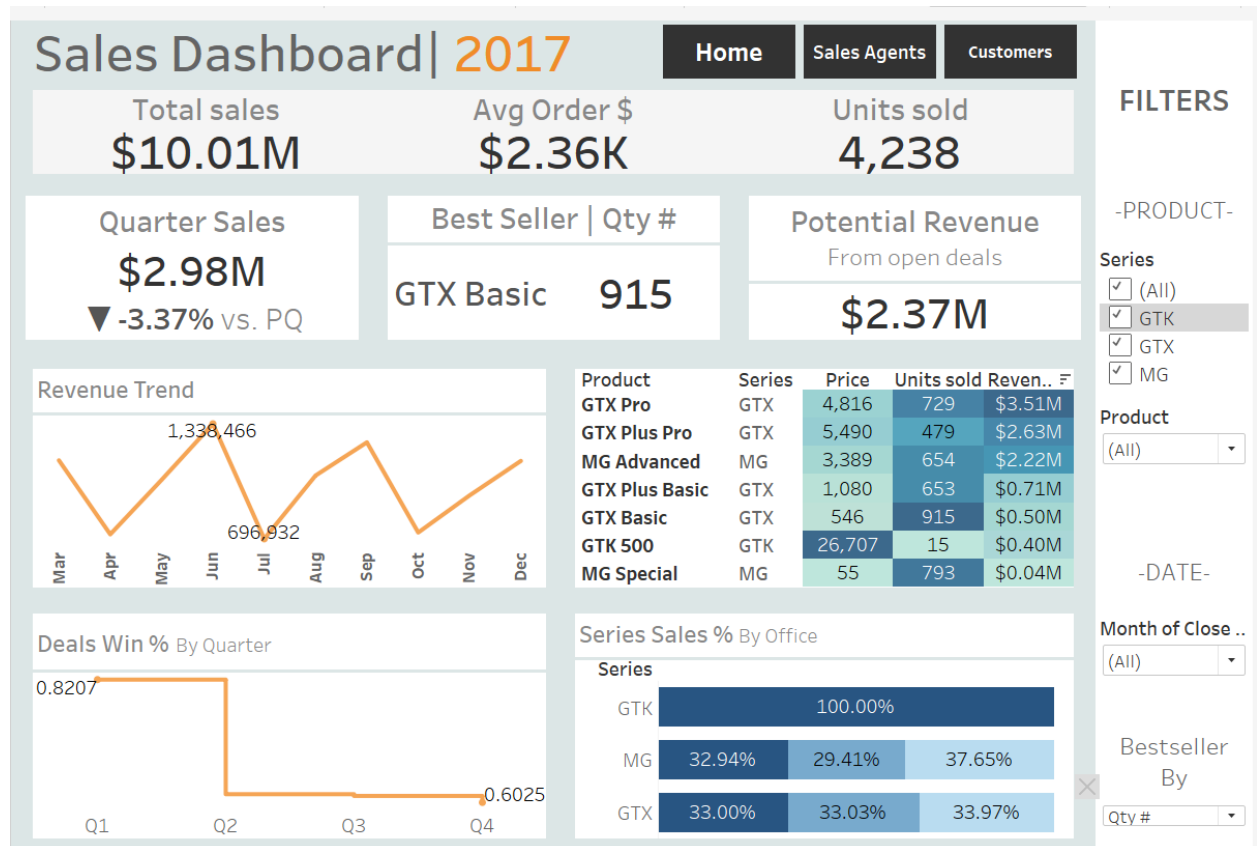 Sales Dashboard| 2017
Home
Sales Agents
Customers
Total sales
$10.01M
Avg Order $
$2.36K
Units sold
4,238
Quarter Sales
$2.98M
▼ -3.37% vs. PQ
Best Seller | Qty #
GTX Basic 915
Potential Revenue
From open deals
$2.37M
Revenue Trend
1,338,466
696,932
Mar Apr May Jun Jul Aug Sep Oct Nov Dec
Product Series Price Units sold Reven..
GTX Pro GTX 4,816 729 $3.51M
GTX Plus Pro GTX 5,490 479 $2.63M
MG Advanced MG 3,389 654 $2.22M
GTX Plus Basic GTX 1,080 653 $0.71M
GTX Basic GTX 546 915 $0.50M
GTK 500 GTK 26,707 15 $0.40M
MG Special MG 55 793 $0.04M
Deals Win % By Quarter
0.8207
0.6025
Q1 Q2 Q3 Q4
Series Sales % By Office
Series
GTK 100.00%
MG 32.94% 29.41% 37.65%
GTX 33.00% 33.03% 33.97%
FILTERS
-PRODUCT-
Series
(All)
GTK
GTX
MG
Product
(All)
-DATE-
Month of Close ..
(All)
Bestseller
By
Qty #